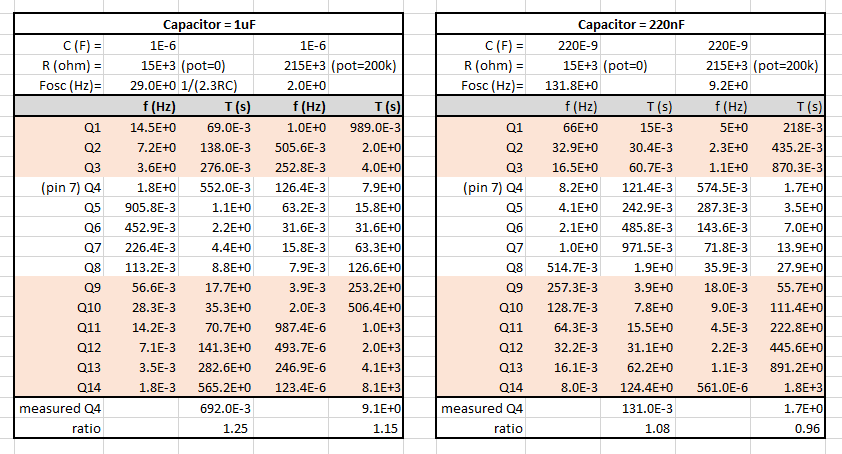 Capacitor = 1uF
C (F) = 1E-6 1E-6
R (ohm) = 15E+3 (pot=0) 215E+3 (pot=200k)
Fosc (Hz)= 29.0E+0 1/(2.3RC) 2.0E+0
f (Hz) T (s) f (Hz) T (s)
Q1 14.5E+0 69.0E-3 1.0E+0 989.0E-3
Q2 7.2E+0 138.0E-3 505.6E-3 2.0E+0
Q3 3.6E+0 276.0E-3 252.8E-3 4.0E+0
(pin 7) Q4 1.8E+0 552.0E-3 126.4E-3 7.9E+0
Q5 905.8E-3 1.1E+0 63.2E-3 15.8E+0
Q6 452.9E-3 2.2E+0 31.6E-3 31.6E+0
Q7 226.4E-3 4.4E+0 15.8E-3 63.3E+0
Q8 113.2E-3 8.8E+0 7.9E-3 126.6E+0
Q9 56.6E-3 17.7E+0 3.9E-3 253.2E+0
Q10 28.3E-3 35.3E+0 2.0E-3 506.4E+0
Q11 14.2E-3 70.7E+0 987.4E-6 1.0E+3
Q12 7.1E-3 141.3E+0 493.7E-6 2.0E+3
Q13 3.5E-3 282.6E+0 246.9E-6 4.1E+3
Q14 1.8E-3 565.2E+0 123.4E-6 8.1E+3
measured Q4 692.0E-3 9.1E+0
ratio 1.25 1.15
Capacitor = 220nF
C (F) = 220E-9 220E-9
R (ohm) = 15E+3 (pot=0) 215E+3 (pot=200k)
Fosc (Hz)= 131.8E+0 9.2E+0
f (Hz) T (s) f (Hz) T (s)
Q1 66E+0 15E-3 5E+0 218E-3
Q2 32.9E+0 30.4E-3 2.3E+0 435.2E-3
Q3 16.5E+0 60.7E-3 1.1E+0 870.3E-3
(pin 7) Q4 8.2E+0 121.4E-3 574.5E-3 1.7E+0
Q5 4.1E+0 242.9E-3 287.3E-3 3.5E+0
Q6 2.1E+0 485.8E-3 143.6E-3 7.0E+0
Q7 1.0E+0 971.5E-3 71.8E-3 13.9E+0
Q8 514.7E-3 1.9E+0 35.9E-3 27.9E+0
Q9 257.3E-3 3.9E+0 18.0E-3 55.7E+0
Q10 128.7E-3 7.8E+0 9.0E-3 111.4E+0
Q11 64.3E-3 15.5E+0 4.5E-3 222.8E+0
Q12 32.2E-3 31.1E+0 2.2E-3 445.6E+0
Q13 16.1E-3 62.2E+0 1.1E-3 891.2E+0
Q14 8.0E-3 124.4E+0 561.0E-6 1.8E+3
measured Q4 131.0E-3 1.7E+0
ratio 1.08 0.96